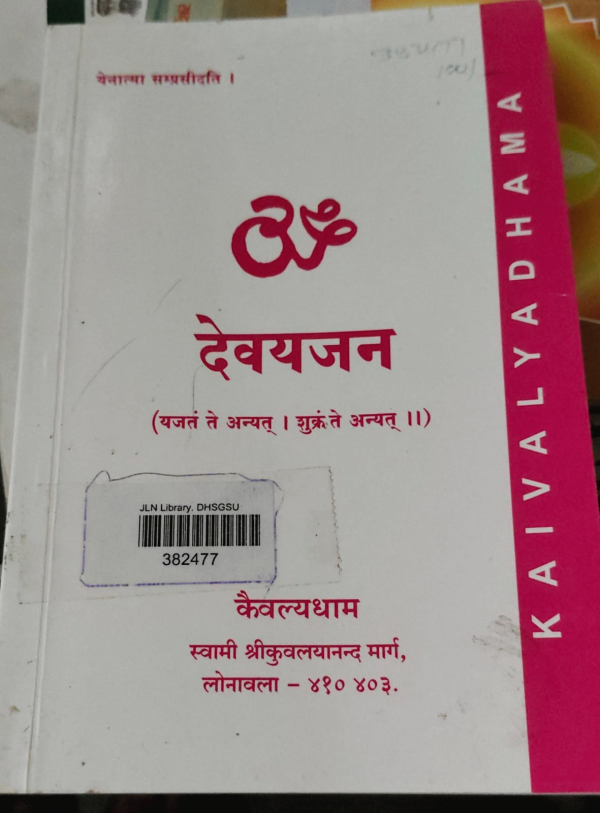 येनात्मा सम्प्रसीदति ।
ॐ
देवयजन
(यजतं ते अन्यत् । शुक्रं ते अन्यत् ।।)
JLN Library. DHSGSU
382477
कैवल्यधाम
स्वामी श्रीकुवलयानन्द मार्ग,
लोनावला – ४१० ४०३.
KAIVALYADHAMA